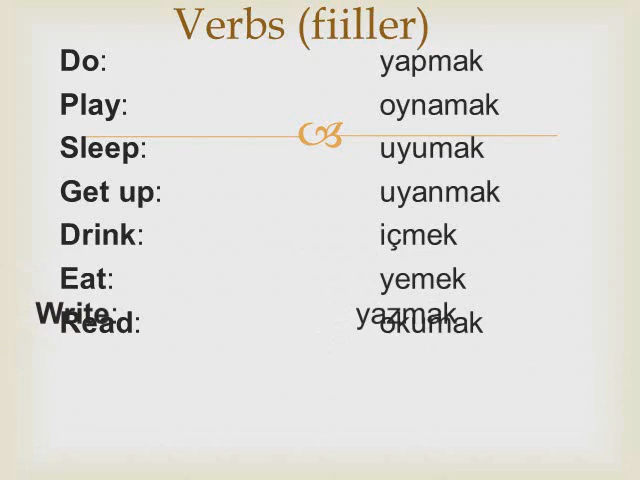 Verbs (fiiller)
Do: yapmak
Play: oynamak
Sleep: uyumak
Get up: uyanmak
Drink: içmek
Eat: yemek
Write: yazmak
Read: okumak